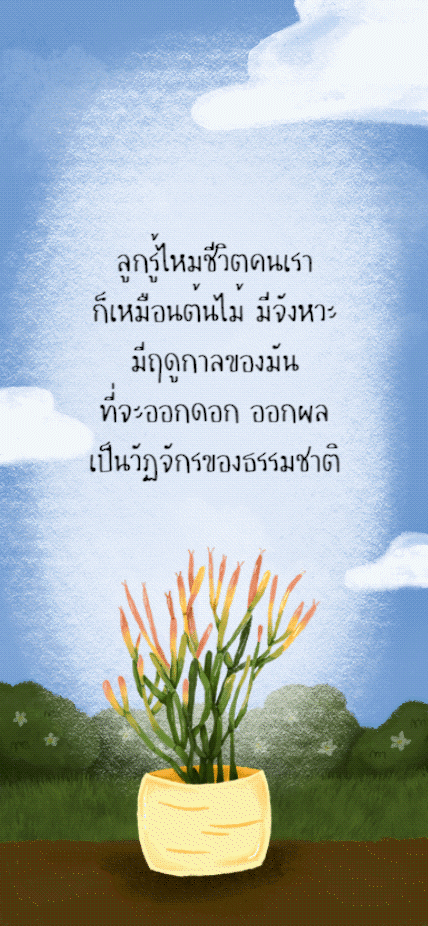 ลูกรู้ไหมชีวิตคนเรา
ก็เหมือนต้นไม้ มีจังหวะ
มีฤดูกาลของมัน
ที่จะออกดอก ออกผล
เป็นวัฏจักรของธรรมชาติ